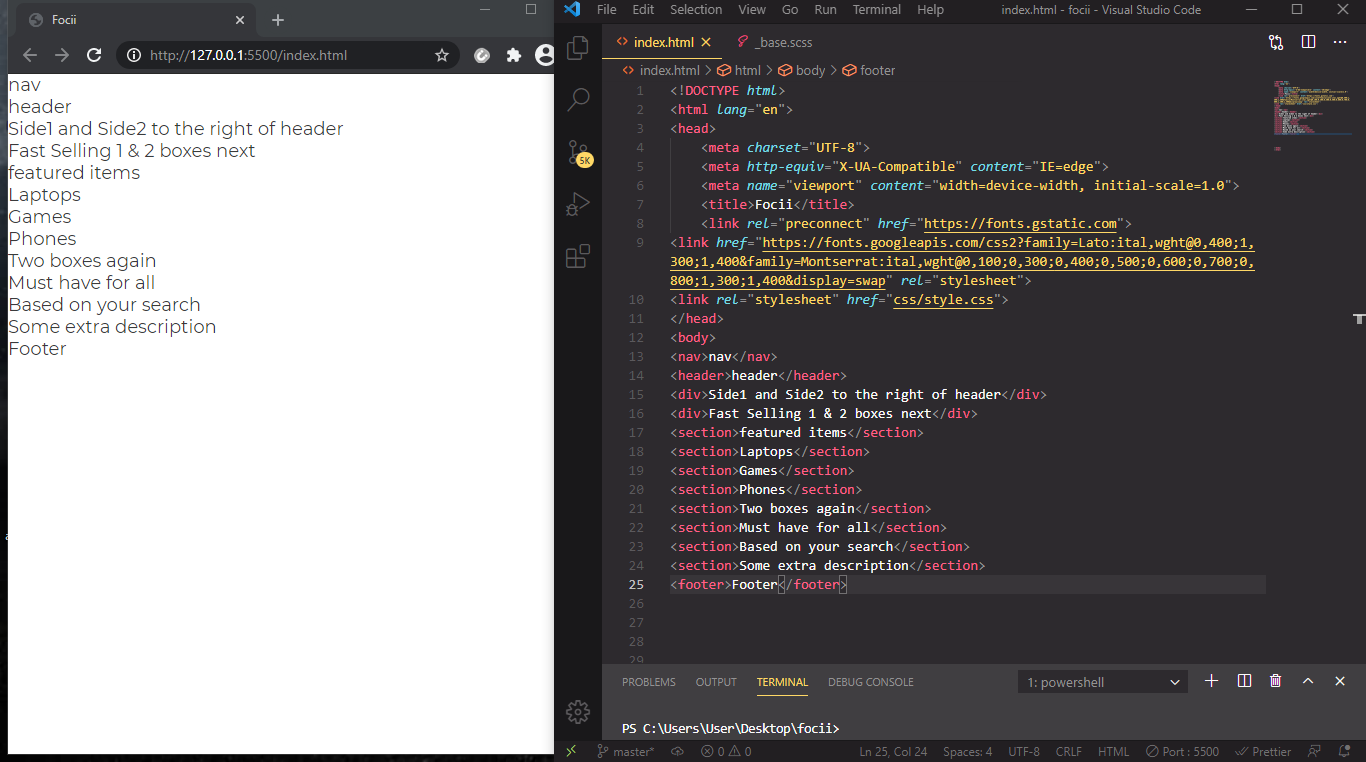 Focii
http://127.0.0.1:5500/index.html
nav
header
Side1 and Side2 to the right of header
Fast Selling 1 & 2 boxes next
featured items
Laptops
Games
Phones
Two boxes again
Must have for all
Based on your search
Some extra description
Footer
File Edit Selection View Go Run Terminal Help index.html - focii - Visual Studio Code
index.html _base.scss
index.html > html > body > footer
5K
1 <!DOCTYPE html>
2 <html lang="en">
3 <head>
4 <meta charset="UTF-8">
5 <meta http-equiv="X-UA-Compatible" content="IE=edge">
6 <meta name="viewport" content="width=device-width, initial-scale=1.0">
7 <title>Focii</title>
8 <link rel="preconnect" href="https://fonts.gstatic.com">
9 <link href="https://fonts.googleapis.com/css2?family=Lato:ital,wght@0,400;1,
300;1,400&family=Montserrat:ital,wght@0,100;0,300;0,400;0,500;0,600;0,700;0,
800;1,300;1,400&display=swap" rel="stylesheet">
10 <link rel="stylesheet" href="css/style.css">
11 </head>
12 <body>
13 <nav>nav</nav>
14 <header>header</header>
15 <div>Side1 and Side2 to the right of header</div>
16 <div>Fast Selling 1 & 2 boxes next</div>
17 <section>featured items</section>
18 <section>Laptops</section>
19 <section>Games</section>
20 <section>Phones</section>
21 <section>Two boxes again</section>
22 <section>Must have for all</section>
23 <section>Based on your search</section>
24 <section>Some extra description</section>
25 <footer>Footer</footer>
26
27
28
29
PROBLEMS OUTPUT TERMINAL DEBUG CONSOLE 1: powershell
PS C:\Users\User\Desktop\focii>
master* 0 0 Ln 25, Col 24 Spaces: 4 UTF-8 CRLF HTML Port : 5500 Prettier